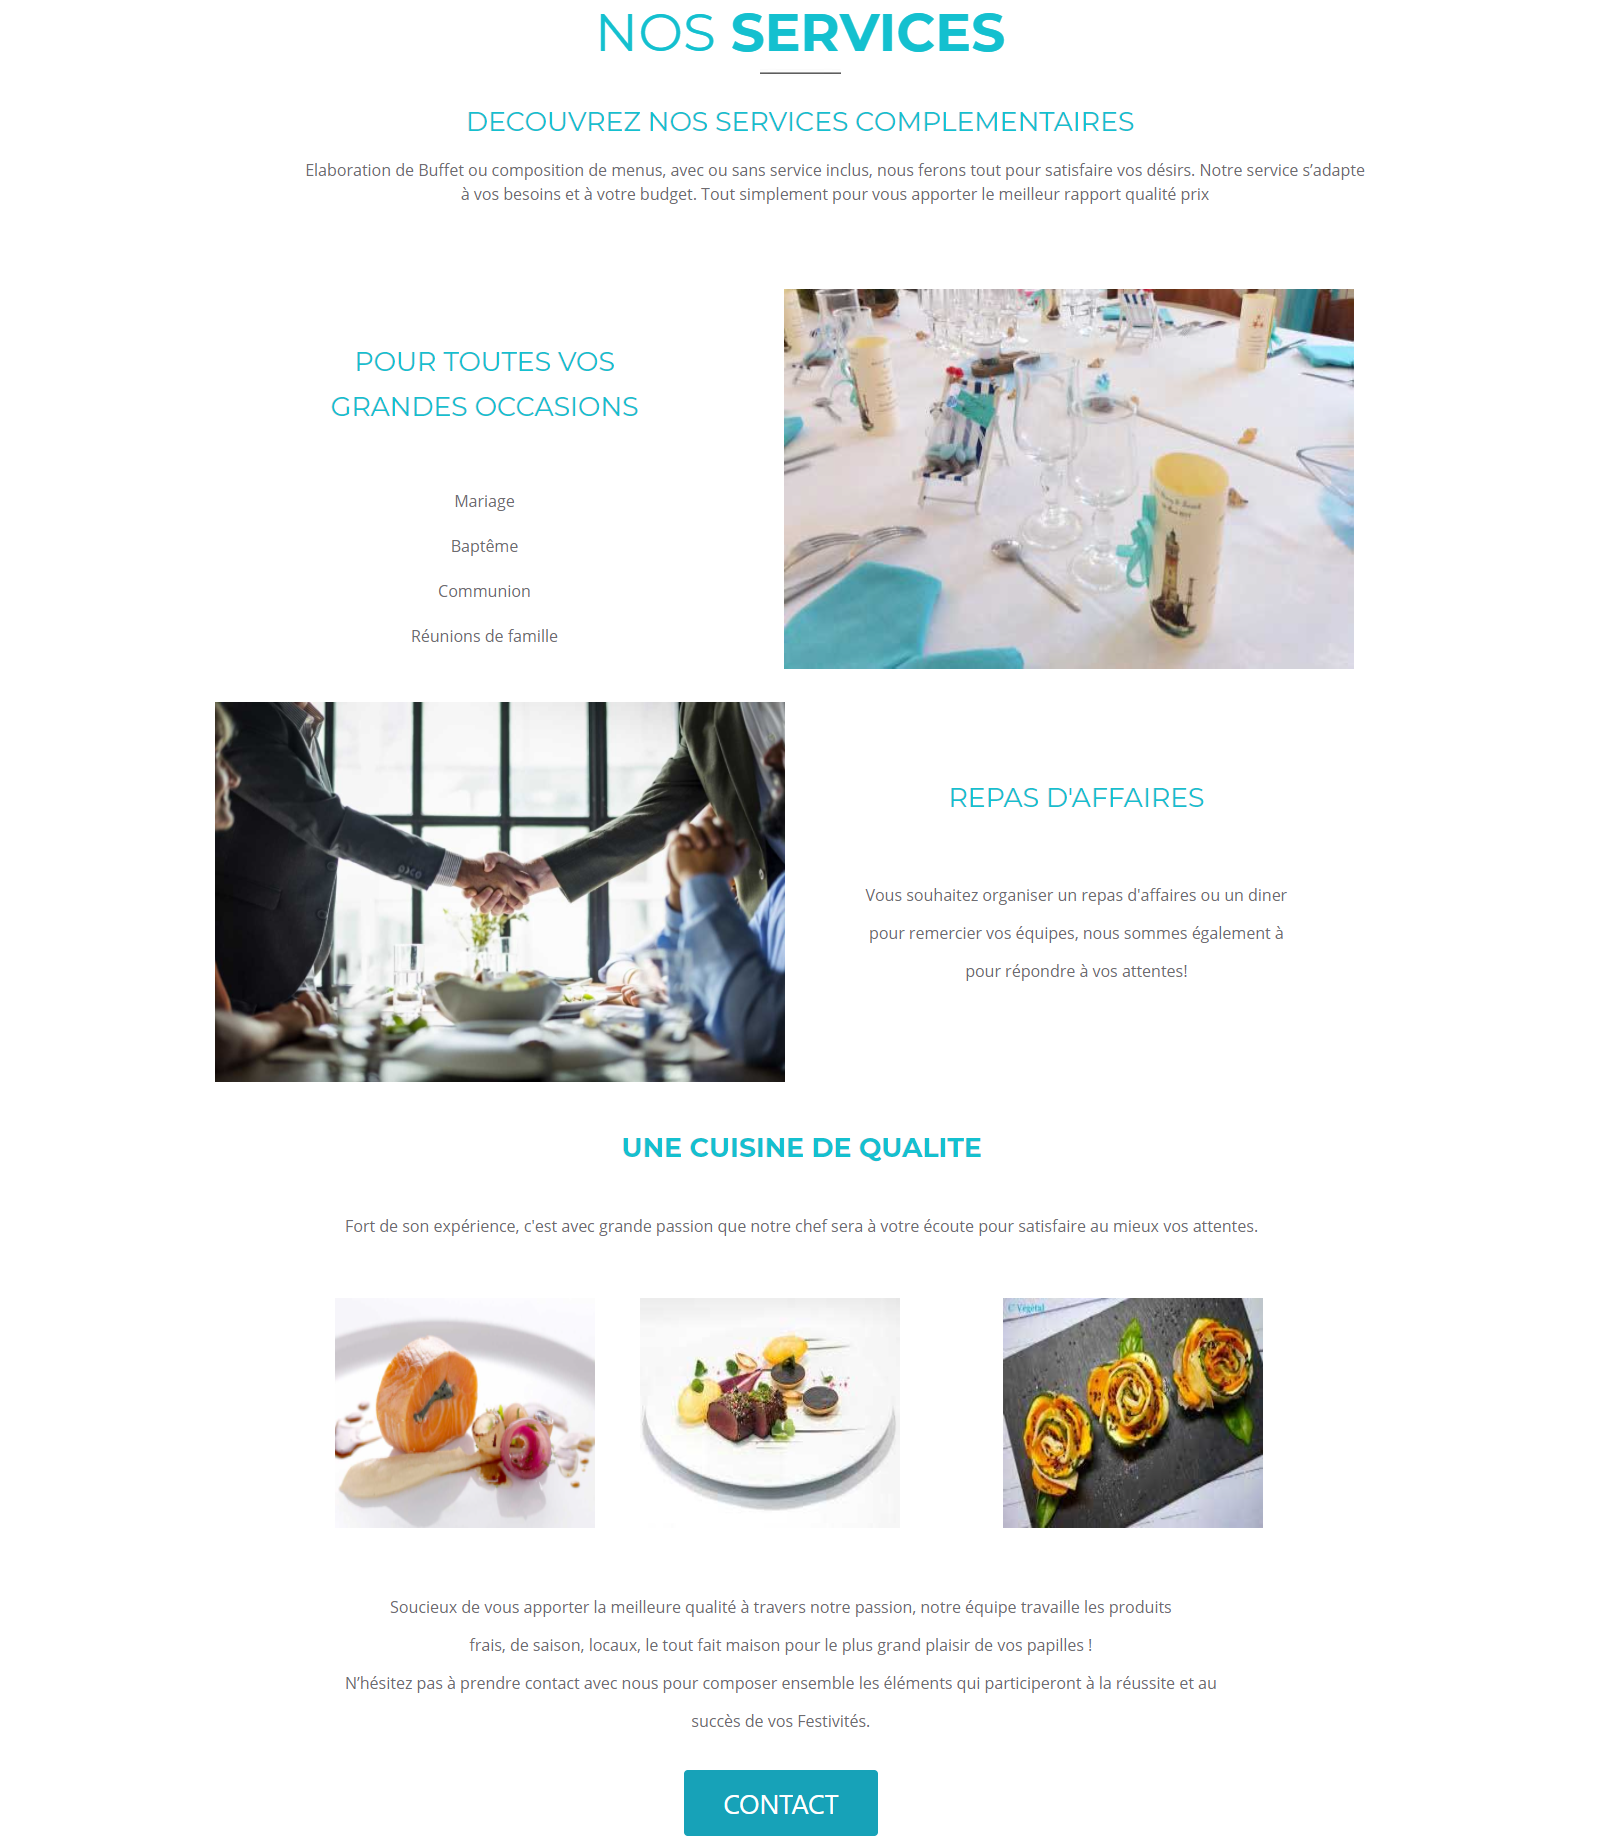 NOS SERVICES
DECOUVREZ NOS SERVICES COMPLEMENTAIRES
Elaboration de Buffet ou composition de menus, avec ou sans service inclus, nous ferons tout pour satisfaire vos désirs. Notre service s’adapte
à vos besoins et à votre budget. Tout simplement pour vous apporter le meilleur rapport qualité prix
POUR TOUTES VOS
GRANDES OCCASIONS
Mariage
Baptême
Communion
Réunions de famille
REPAS D'AFFAIRES
Vous souhaitez organiser un repas d'affaires ou un diner
pour remercier vos équipes, nous sommes également à
pour répondre à vos attentes!
UNE CUISINE DE QUALITE
Fort de son expérience, c'est avec grande passion que notre chef sera à votre écoute pour satisfaire au mieux vos attentes.
C' Végétal
Soucieux de vous apporter la meilleure qualité à travers notre passion, notre équipe travaille les produits
frais, de saison, locaux, le tout fait maison pour le plus grand plaisir de vos papilles !
N’hésitez pas à prendre contact avec nous pour composer ensemble les éléments qui participeront à la réussite et au
succès de vos Festivités.
CONTACT